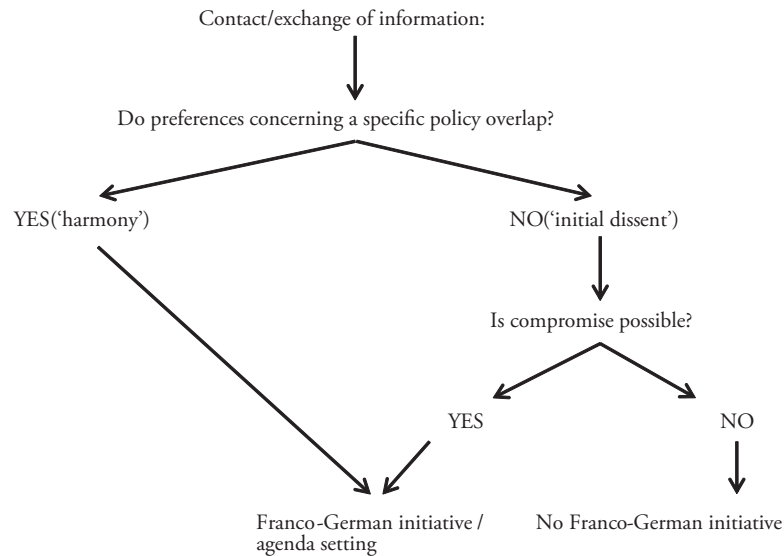 Contact/exchange of information:
Do preferences concerning a specific policy overlap?
YES(‘harmony’)
NO(‘initial dissent’)
Is compromise possible?
YES
NO
Franco-German initiative /
agenda setting
No Franco-German initiative